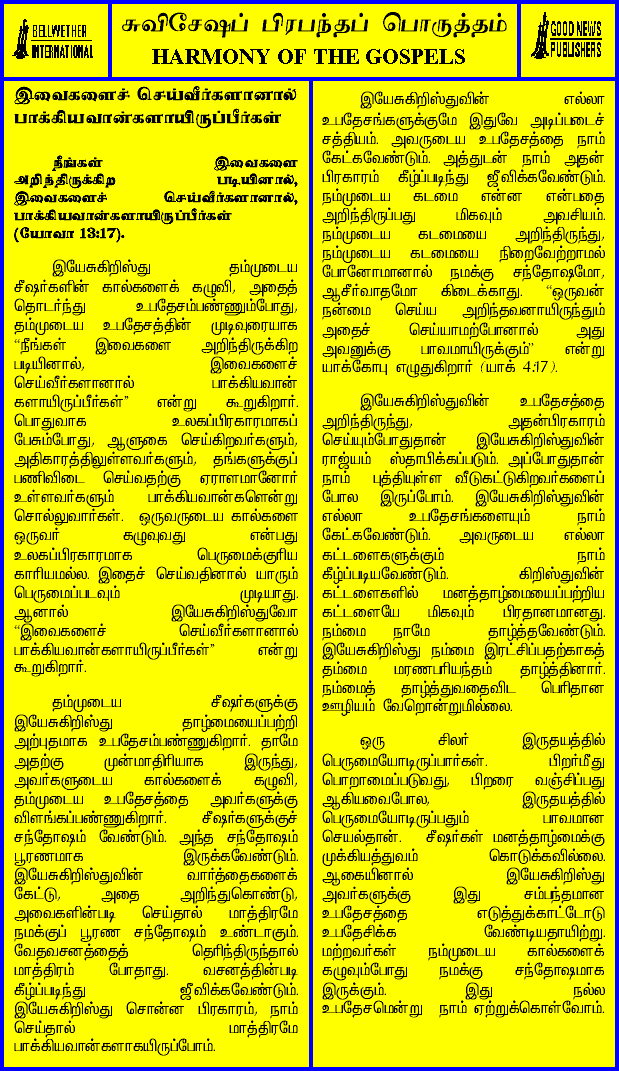 BELLWETHER
INTERNATIONAL
சுவிசேஷப் பிரபந்தப் பொருத்தம்
HARMONY OF THE GOSPELS
GOOD NEWS
PUBLISHERS
இவைகளைச் செய்வீர்களானால்
பாக்கியவான்களாயிருப்பீர்கள்
நீங்கள் இவைகளை
அறிந்திருக்கிற படியினால்,
இவைகளைச் செய்வீர்களானால்,
பாக்கியவான்களாயிருப்பீர்கள்
(யோவா 13:17).
இயேசுகிறிஸ்து தம்முடைய
சீஷர்களின் கால்களைக் கழுவி, அதைத்
தொடர்ந்து உபதேசம்பண்ணும்போது,
தம்முடைய உபதேசத்தின் முடிவுரையாக
“நீங்கள் இவைகளை அறிந்திருக்கிற
படியினால், இவைகளைச்
செய்வீர்களானால் பாக்கியவான்
களாயிருப்பீர்கள்” என்று கூறுகிறார்.
பொதுவாக உலகப்பிரகாரமாகப்
பேசும்போது, ஆளுகை செய்கிறவர்களும்,
அதிகாரத்திலுள்ளவர்களும், தங்களுக்குப்
பணிவிடை செய்வதற்கு ஏராளமானோர்
உள்ளவர்களும் பாக்கியவான்களென்று
சொல்லுவார்கள். ஒருவருடைய கால்களை
ஒருவர் கழுவுவது என்பது
உலகப்பிரகாரமாக பெருமைக்குரிய
காரியமல்ல. இதைச் செய்வதினால் யாரும்
பெருமைப்படவும் முடியாது.
ஆனால் இயேசுகிறிஸ்துவோ
“இவைகளைச் செய்வீர்களானால்
பாக்கியவான்களாயிருப்பீர்கள்” என்று
கூறுகிறார்.
தம்முடைய சீஷர்களுக்கு
இயேசுகிறிஸ்து தாழ்மையைப்பற்றி
அற்புதமாக உபதேசம்பண்ணுகிறார். தாமே
அதற்கு முன்மாதிரியாக இருந்து,
அவர்களுடைய கால்களைக் கழுவி,
தம்முடைய உபதேசத்தை அவர்களுக்கு
விளங்கப்பண்ணுகிறார். சீஷர்களுக்குச்
சந்தோஷம் வேண்டும். அந்த சந்தோஷம்
பூரணமாக இருக்கவேண்டும்.
இயேசுகிறிஸ்துவின் வார்த்தைகளைக்
கேட்டு, அதை அறிந்துகொண்டு,
அவைகளின்படி செய்தால் மாத்திரமே
நமக்குப் பூரண சந்தோஷம் உண்டாகும்.
வேதவசனத்தைத் தெரிந்திருந்தால்
மாத்திரம் போதாது. வசனத்தின்படி
கீழ்ப்படிந்து ஜீவிக்கவேண்டும்.
இயேசுகிறிஸ்து சொன்ன பிரகாரம், நாம்
செய்தால் மாத்திரமே
பாக்கியவான்களாகயிருப்போம்.
இயேசுகிறிஸ்துவின் எல்லா
உபதேசங்களுக்குமே இதுவே அடிப்படைச்
சத்தியம். அவருடைய உபதேசத்தை நாம்
கேட்கவேண்டும். அத்துடன் நாம் அதன்
பிரகாரம் கீழ்ப்படிந்து ஜீவிக்கவேண்டும்.
நம்முடைய கடமை என்ன என்பதை
அறிந்திருப்பது மிகவும் அவசியம்.
நம்முடைய கடமையை அறிந்திருந்து,
நம்முடைய கடமையை நிறைவேற்றாமல்
போனோமானால் நமக்கு சந்தோஷமோ,
ஆசீர்வாதமோ கிடைக்காது. “ஒருவன்
நன்மை செய்ய அறிந்தவனாயிருந்தும்
அதைச் செய்யாமற்போனால் அது
அவனுக்கு பாவமாயிருக்கும்” என்று
யாக்கோபு எழுதுகிறார் (யாக் 4:17).
இயேசுகிறிஸ்துவின் உபதேசத்தை
அறிந்திருந்து, அதன்பிரகாரம்
செய்யும்போதுதான் இயேசுகிறிஸ்துவின்
ராஜ்யம் ஸ்தாபிக்கப்படும். அப்போதுதான்
நாம் புத்தியுள்ள வீடுகட்டுகிறவர்களைப்
போல இருப்போம். இயேசுகிறிஸ்துவின்
எல்லா உபதேசங்களையும் நாம்
கேட்கவேண்டும். அவருடைய எல்லா
கட்டளைகளுக்கும் நாம்
கீழ்ப்படியவேண்டும். கிறிஸ்துவின்
கட்டளைகளில் மனத்தாழ்மையைப்பற்றிய
கட்டளையே மிகவும் பிரதானமானது.
நம்மை நாமே தாழ்த்தவேண்டும்.
இயேசுகிறிஸ்து நம்மை இரட்சிப்பதற்காகத்
தம்மை மரணபரியந்தம் தாழ்த்தினார்.
நம்மைத் தாழ்த்துவதைவிட பெரிதான
ஊழியம் வேறொன்றுமில்லை.
ஒரு சிலர் இருதயத்தில்
பெருமையோடிருப்பார்கள். பிறர்மீது
பொறாமைப்படுவது, பிறரை வஞ்சிப்பது
ஆகியவைபோல, இருதயத்தில்
பெருமையோடிருப்பதும் பாவமான
செயல்தான். சீஷர்கள் மனத்தாழ்மைக்கு
முக்கியத்துவம் கொடுக்கவில்லை.
ஆகையினால் இயேசுகிறிஸ்து
அவர்களுக்கு இது சம்பந்தமான
உபதேசத்தை எடுத்துக்காட்டோடு
உபதேசிக்க வேண்டியதாயிற்று.
மற்றவர்கள் நம்முடைய கால்களைக்
கழுவும்போது நமக்கு சந்தோஷமாக
இருக்கும். இது நல்ல
உபதேசமென்று நாம் ஏற்றுக்கொள்வோம்.